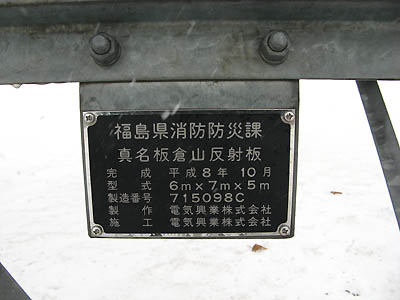 福島県消防防災課
真名板倉山反射板
完成 平成8年10月
型式 6m×7m×5m
製造番号 715098C
製作 電気興業株式会社
施工 電気興業株式会社